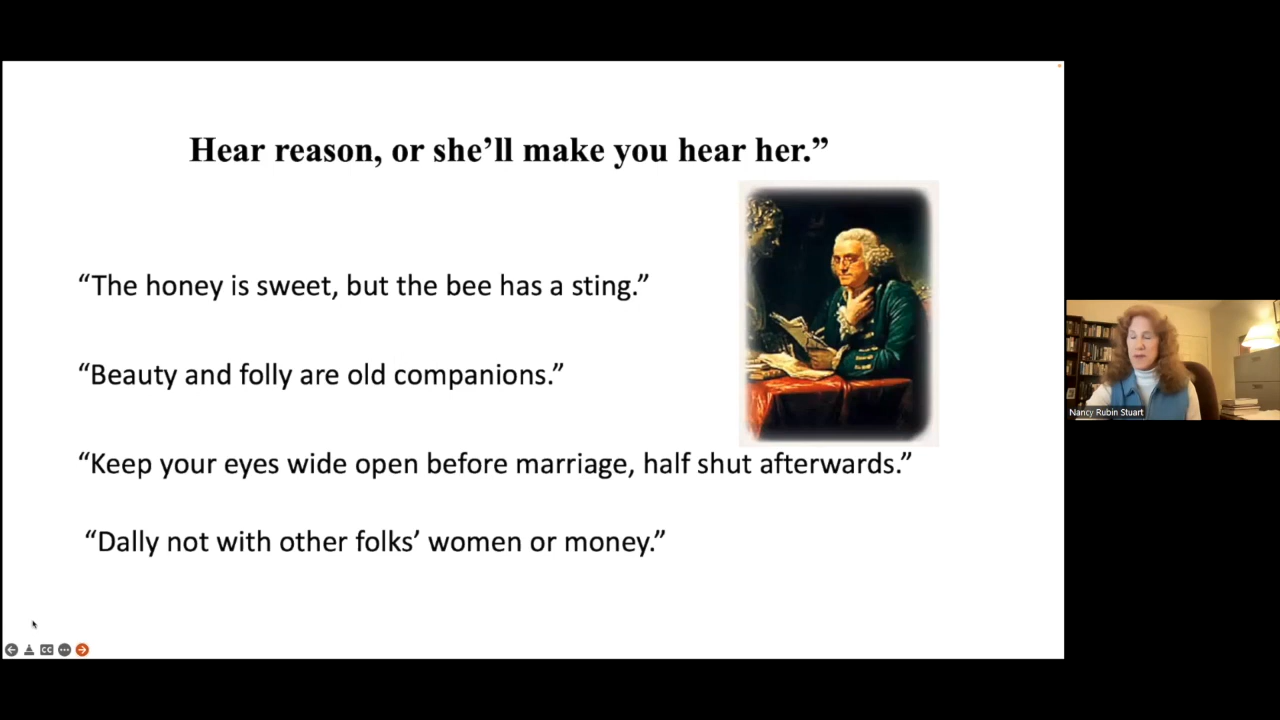 Hear reason, or she’ll make you hear her.”
“The honey is sweet, but the bee has a sting.”
“Beauty and folly are old companions.”
“Keep your eyes wide open before marriage, half shut afterwards.”
“Dally not with other folks’ women or money.”
Nancy Rubin Stuart
CC